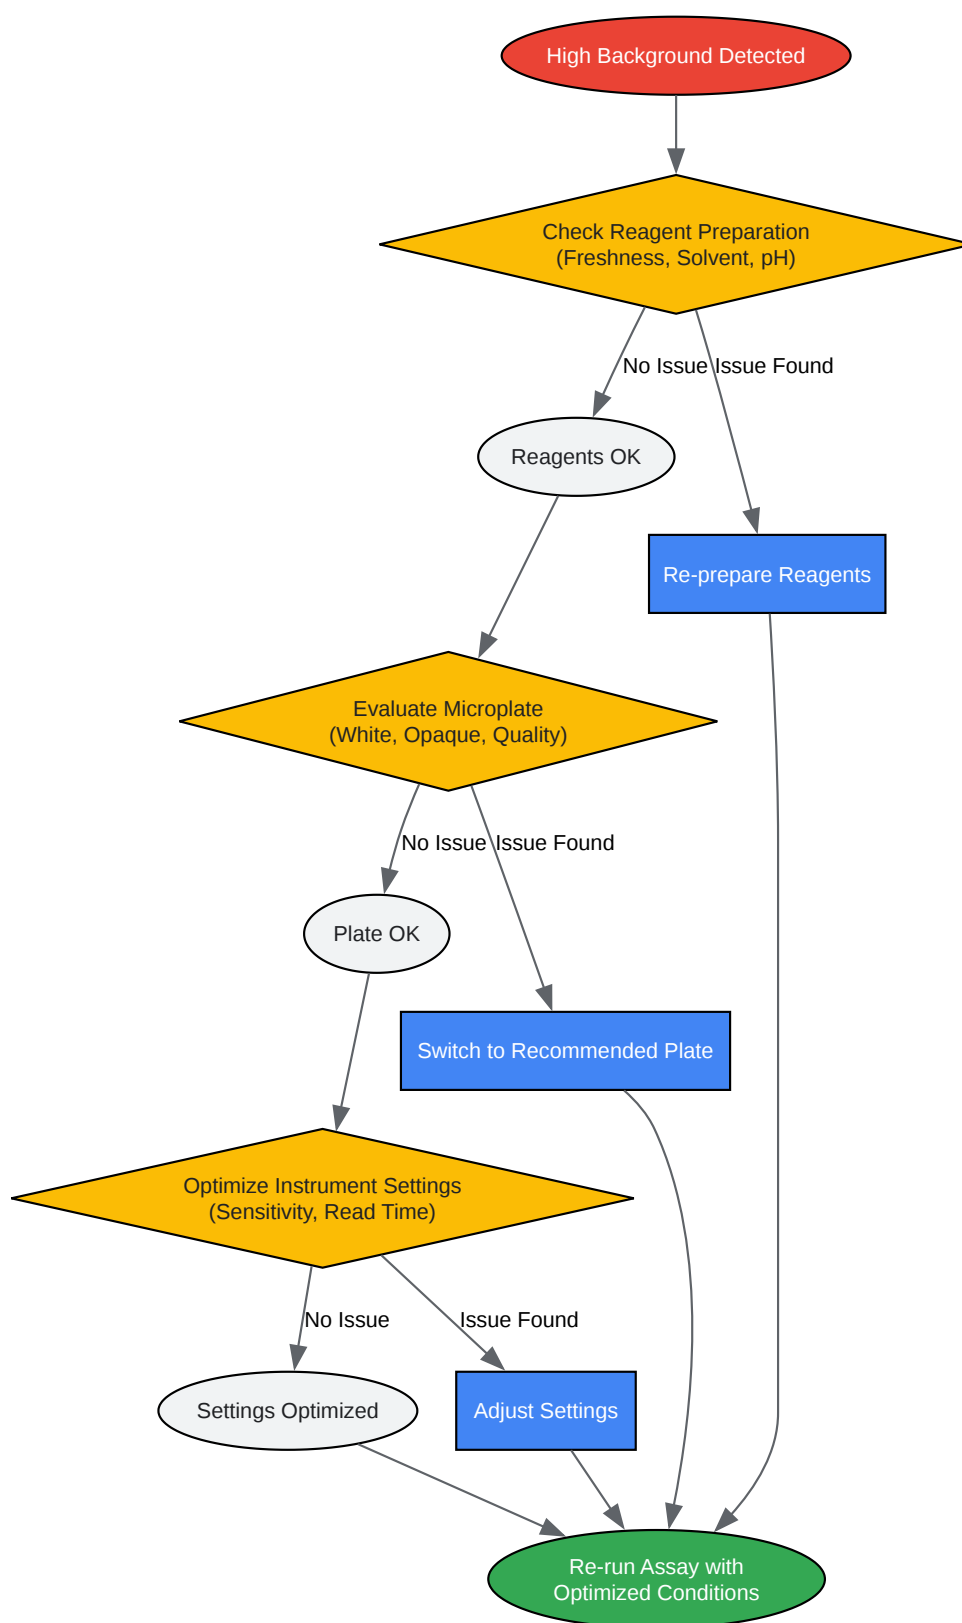 High Background Detected
Check Reagent Preparation
(Freshness, Solvent, pH)
No Issue
Issue Found
Reagents OK
Re-prepare Reagents
Evaluate Microplate
(White, Opaque, Quality)
No Issue
Issue Found
Plate OK
Switch to Recommended Plate
Optimize Instrument Settings
(Sensitivity, Read Time)
No Issue
Issue Found
Settings Optimized
Adjust Settings
Re-run Assay with
Optimized Conditions